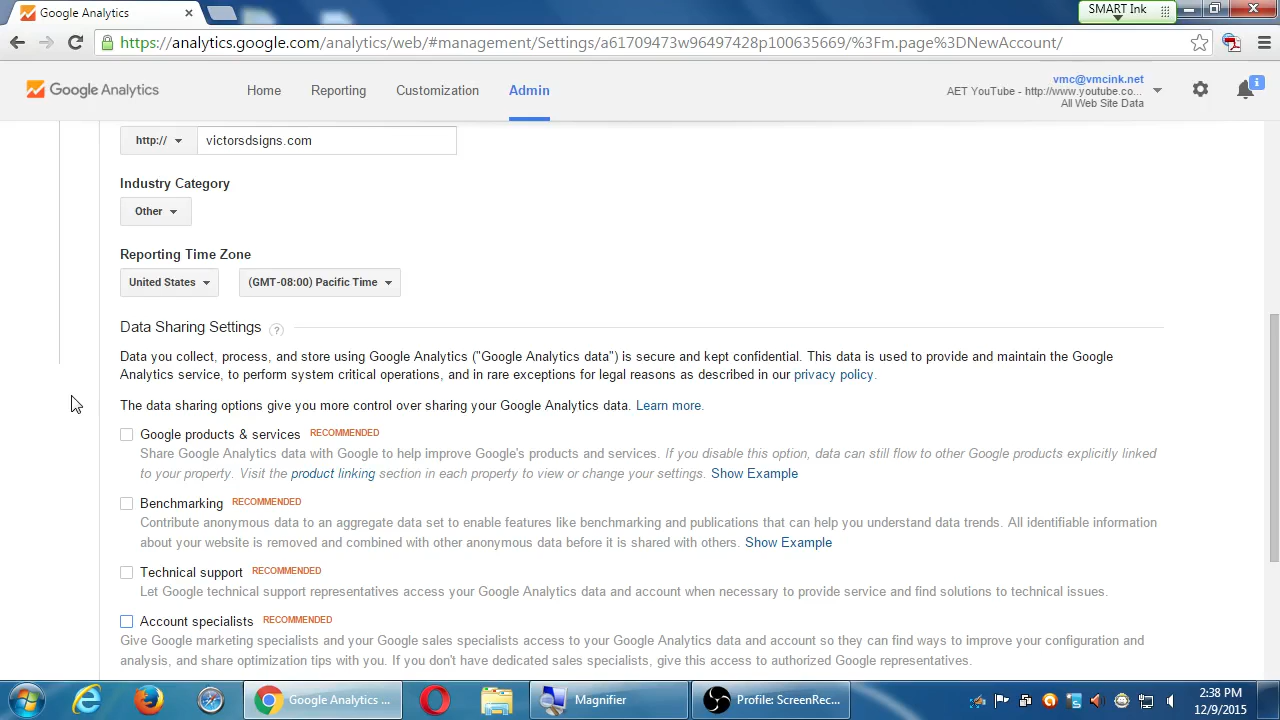 Google Analytics
SMART Ink
https://analytics.google.com/analytics/web/#management/Settings/a61709473w96497428p100635669/%3Fm.page%3DNewAccount/
Google Analytics
Home
Reporting
Customization
Admin
vmc@vmcink.net
AET YouTube - http://www.youtube.co...
All Web Site Data
http://
victorsdsigns.com
Industry Category
Other
Reporting Time Zone
United States
(GMT-08:00) Pacific Time
Data Sharing Settings ?
Data you collect, process, and store using Google Analytics ("Google Analytics data") is secure and kept confidential. This data is used to provide and maintain the Google
Analytics service, to perform system critical operations, and in rare exceptions for legal reasons as described in our privacy policy.
The data sharing options give you more control over sharing your Google Analytics data. Learn more.
Google products & services RECOMMENDED
Share Google Analytics data with Google to help improve Google's products and services. If you disable this option, data can still flow to other Google products explicitly linked
to your property. Visit the product linking section in each property to view or change your settings. Show Example
Benchmarking RECOMMENDED
Contribute anonymous data to an aggregate data set to enable features like benchmarking and publications that can help you understand data trends. All identifiable information
about your website is removed and combined with other anonymous data before it is shared with others. Show Example
Technical support RECOMMENDED
Let Google technical support representatives access your Google Analytics data and account when necessary to provide service and find solutions to technical issues.
Account specialists RECOMMENDED
Give Google marketing specialists and your Google sales specialists access to your Google Analytics data and account so they can find ways to improve your configuration and
analysis, and share optimization tips with you. If you don't have dedicated sales specialists, give this access to authorized Google representatives.
Google Analytics ...
Magnifier
Profile: ScreenRec...
2:38 PM
12/9/2015